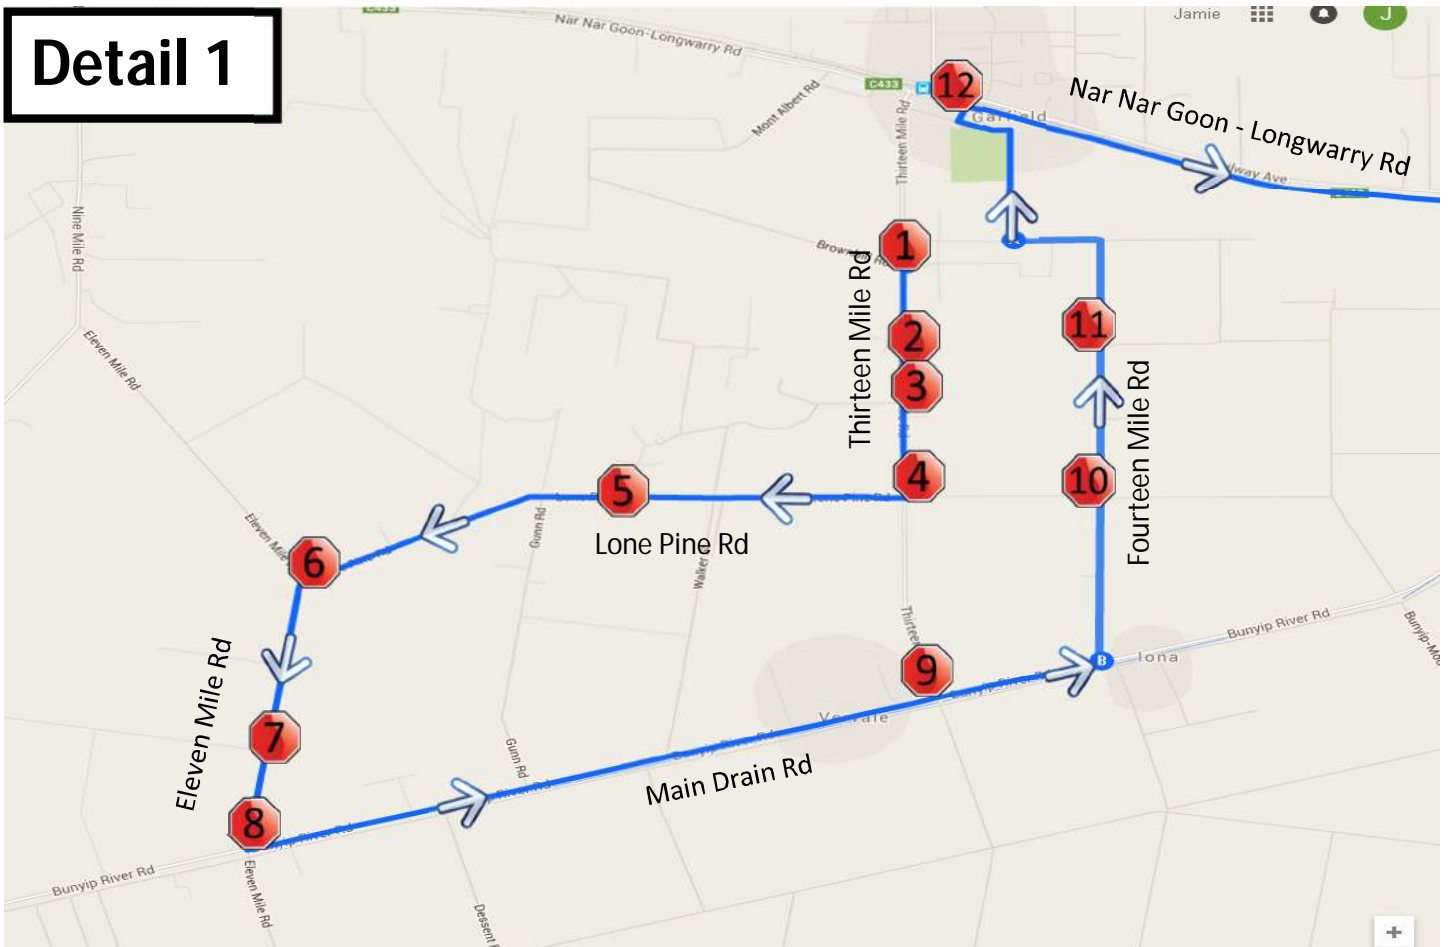 Detail 1
C433
Nar Nar Goon-Longwarry Rd
Jamie
J
C433
12
Garfield
Nar Nar Goon - Longwarry Rd
Mont Albert Rd
Thirteen Mile Rd
Nine Mile Rd
1
Thirteen Mile Rd
2
3
4
11
10
Fourteen Mile Rd
Eleven Mile Rd
5
Lone Pine Rd
Gunn Rd
6
Eleven Mile Rd
7
8
9
B
Iona
Bunyip River Rd
Gunn Rd
Main Drain Rd
Bunyip River Rd
Eleven Mile Rd
+